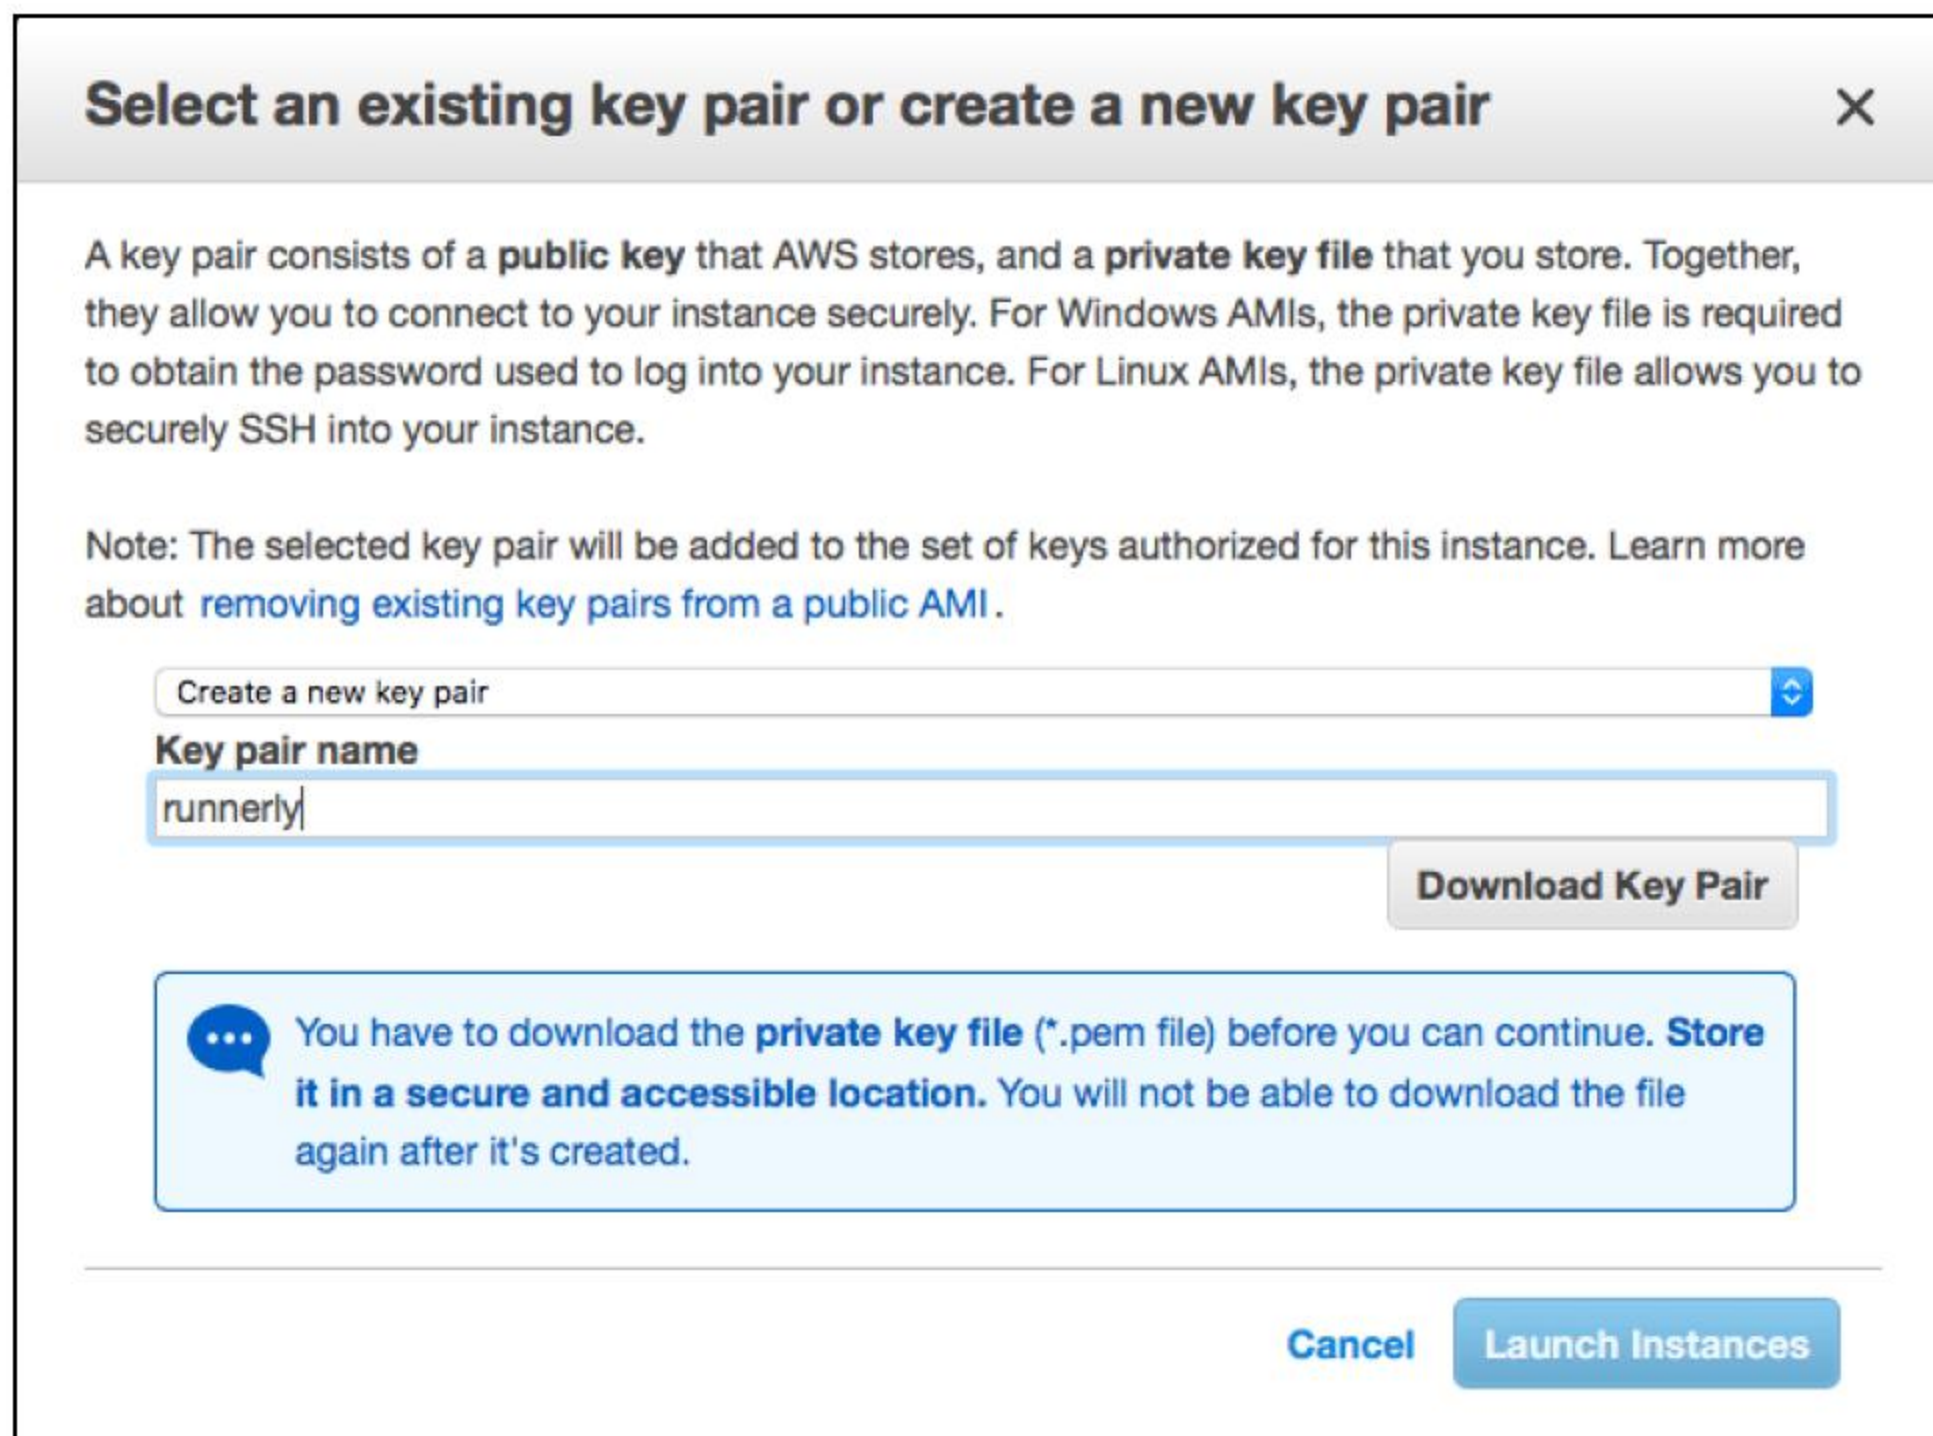 Select an existing key pair or create a new key pair
A key pair consists of a public key that AWS stores, and a private key file that you store. Together,
they allow you to connect to your instance securely. For Windows AMIs, the private key file is required
to obtain the password used to log into your instance. For Linux AMIs, the private key file allows you to
securely SSH into your instance.
Note: The selected key pair will be added to the set of keys authorized for this instance. Learn more
about removing existing key pairs from a public AMI.
Create a new key pair
Key pair name
runnerly
Download Key Pair
You have to download the private key file (*.pem file) before you can continue. Store
it in a secure and accessible location. You will not be able to download the file
again after it's created.
Cancel Launch Instances